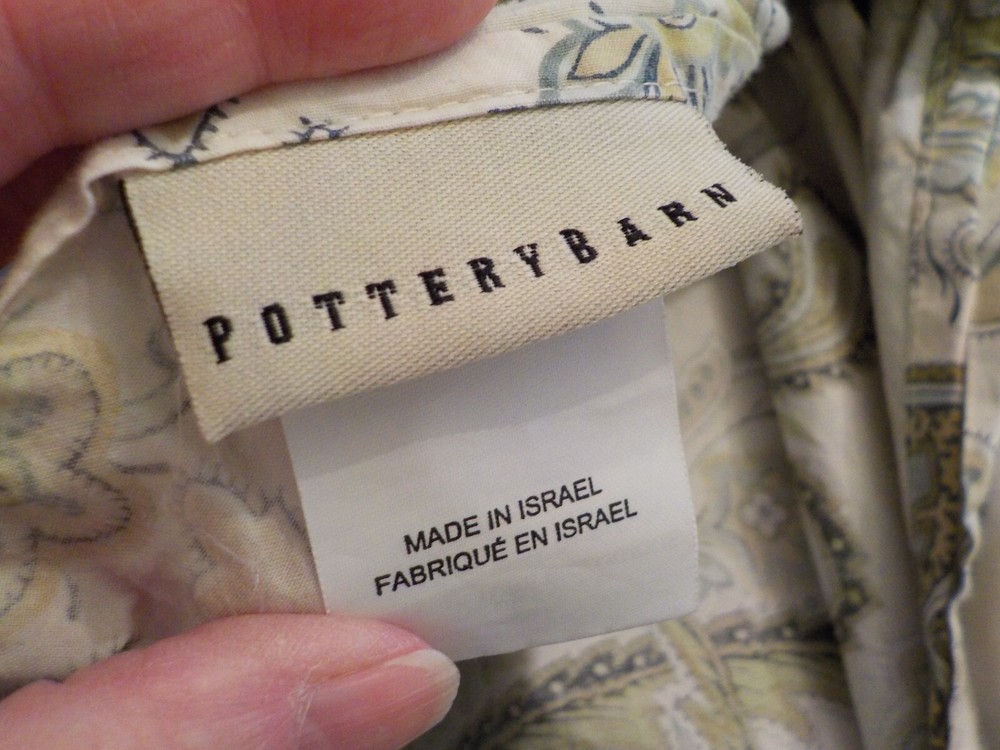 POTTERYBARN
MADE IN ISRAEL
FABRIQUÉ EN ISRAEL